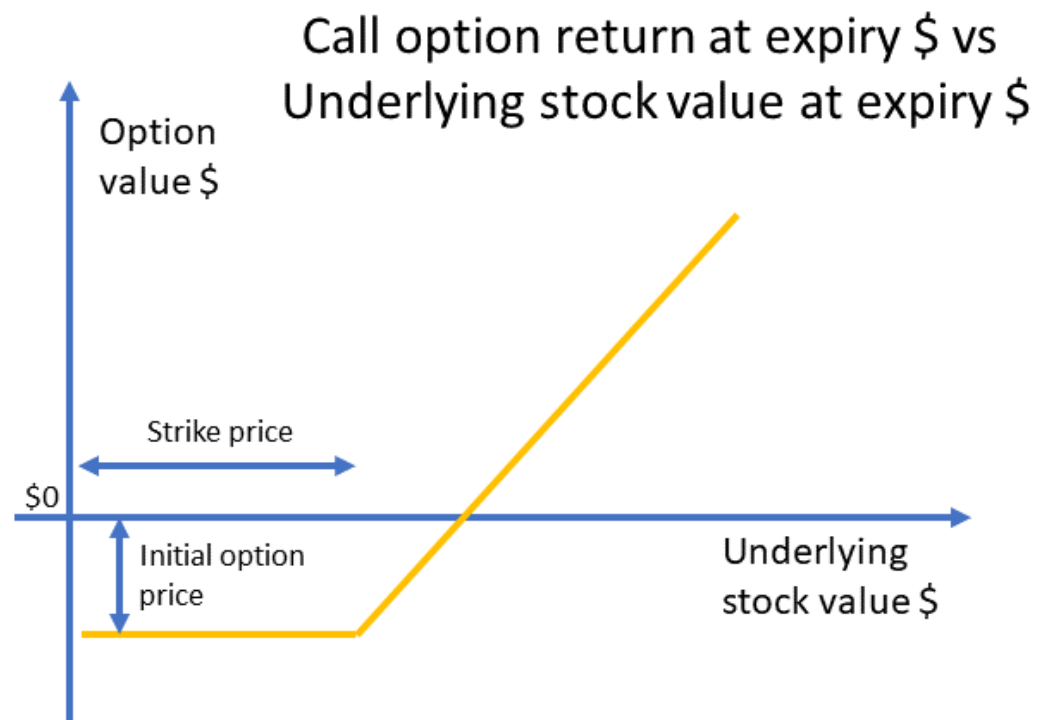 Call option return at expiry $ vs
Underlying stock value at expiry $
Option
value $
Strike price
$0
Initial option
price
Underlying
stock value $